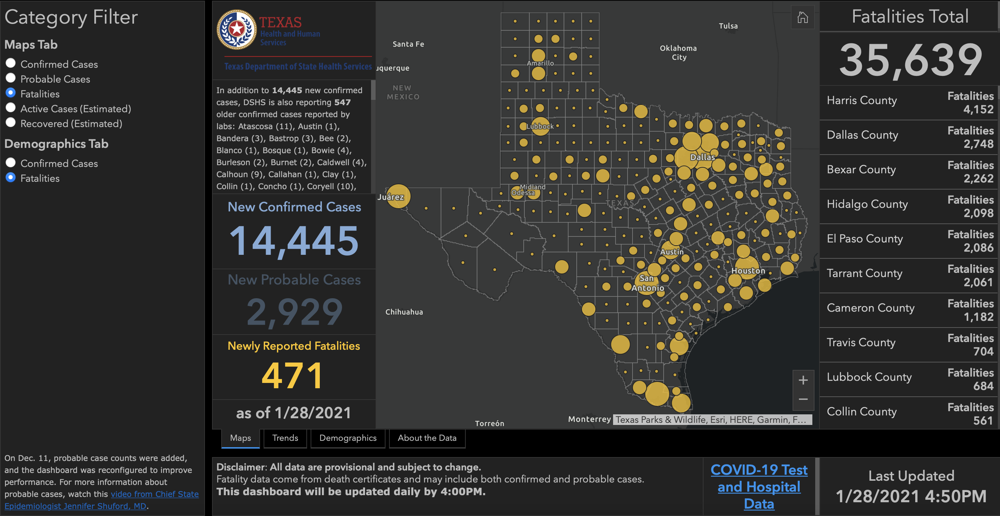 Category Filter
Maps Tab
Confirmed Cases
Probable Cases
Fatalities
Active Cases (Estimated)
Recovered (Estimated)
Demographics Tab
Confirmed Cases
Fatalities
On Dec. 11, probable case counts were added,
and the dashboard was reconfigured to improve
performance. For more information about
probable cases, watch this video from Chief State
Epidemiologist Jennifer Shuford, MD.
TEXAS
Health and Human
Services
Texas Department of State Health Services
In addition to 14,445 new confirmed
cases, DSHS is also reporting 547
older confirmed cases reported by
labs: Atascosa (11), Austin (1),
Bandera (3), Bastrop (3), Bee (2),
Blanco (1), Bosque (1), Bowie (4),
Burleson (2), Burnet (2), Caldwell (4),
Calhoun (9), Callahan (1), Clay (1),
Collin (1), Concho (1), Coryell (10),
New Confirmed Cases
14,445
New Probable Cases
2,929
Newly Reported Fatalities
471
as of 1/28/2021
Tulsa
Santa Fe
Oklahoma
City
Amarillo
uquerque
NEW
MEXICO
Lubbock
Dallas
Midland
Odessa
Juárez
TEXAS
Austin
Houston
San
Antonio
Chihuahua
Monterrey
Torreón
Texas Parks & Wildlife, Esri, HERE, Garmin, F...
+
−
Fatalities Total
35,639
Harris County
Fatalities
4,152
Dallas County
Fatalities
2,748
Bexar County
Fatalities
2,262
Hidalgo County
Fatalities
2,098
El Paso County
Fatalities
2,086
Tarrant County
Fatalities
2,061
Cameron County
Fatalities
1,182
Travis County
Fatalities
704
Lubbock County
Fatalities
684
Collin County
Fatalities
561
Maps
Trends
Demographics
About the Data
Disclaimer: All data are provisional and subject to change.
Fatality data come from death certificates and may include both confirmed and probable cases.
This dashboard will be updated daily by 4:00PM.
COVID-19 Test
and Hospital
Data
Last Updated
1/28/2021 4:50PM